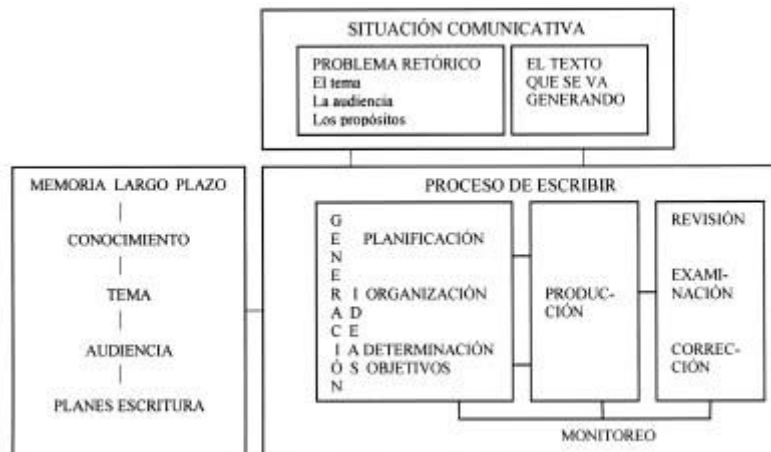 SITUACIÓN COMUNICATIVA
PROBLEMA RETÓRICO
El tema
La audiencia
Los propósitos
EL TEXTO
QUE SE VA
GENERANDO
MEMORIA LARGO PLAZO
CONOCIMIENTO
TEMA
AUDIENCIA
PLANES ESCRITURA
PROCESO DE ESCRIBIR
GENERACIÓN
IDEAS
PLANIFICACIÓN
ORGANIZACIÓN
DETERMINACIÓN
OBJETIVOS
PRODUC-
CIÓN
REVISIÓN
EXAMI-
NACIÓN
CORREC-
CIÓN
MONITOREO